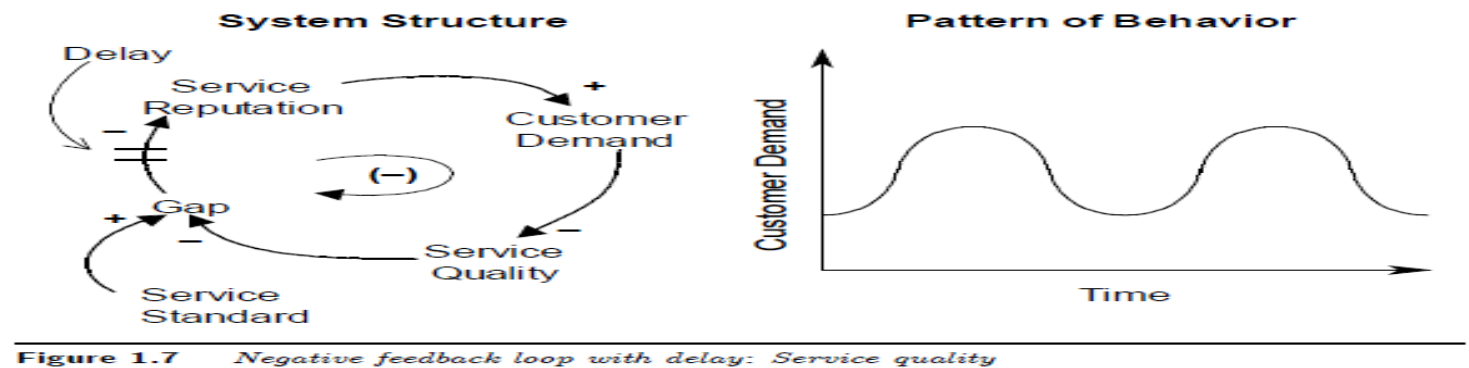 System Structure
Pattern of Behavior
Delay
Service
Reputation
+
Customer
Demand
−
(−)
Gap
+
−
−
Service
Quality
Service
Standard
Customer Demand
Time
Figure 1.7 Negative feedback loop with delay: Service quality